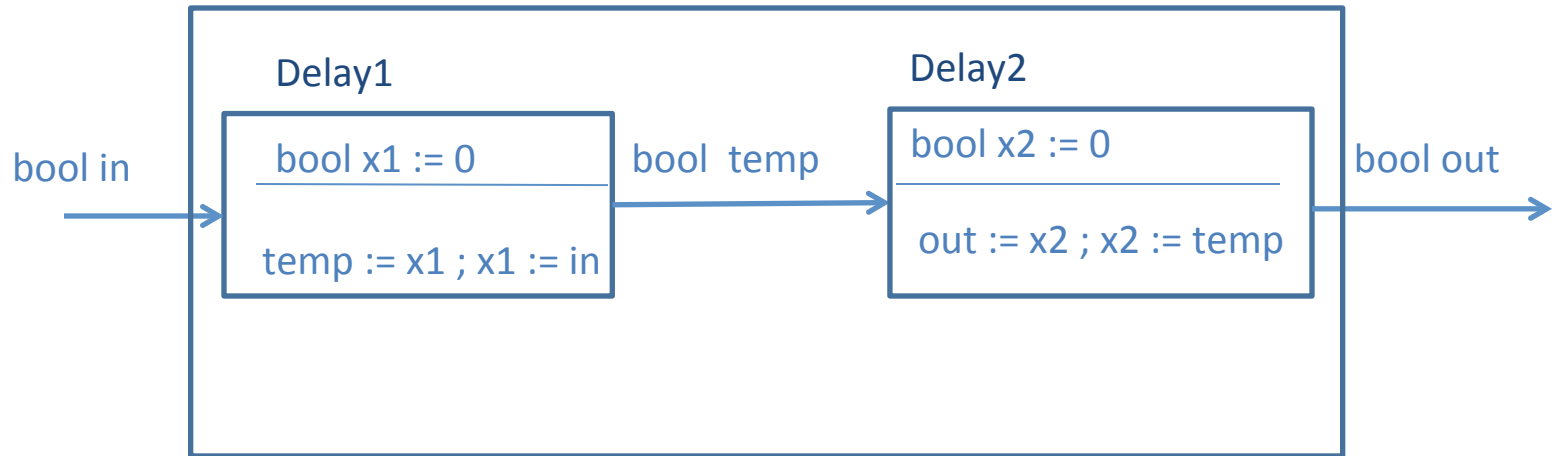 Delay1
Delay2
bool in
bool x1 := 0
bool temp
bool x2 := 0
bool out
temp := x1 ; x1 := in
out := x2 ; x2 := temp